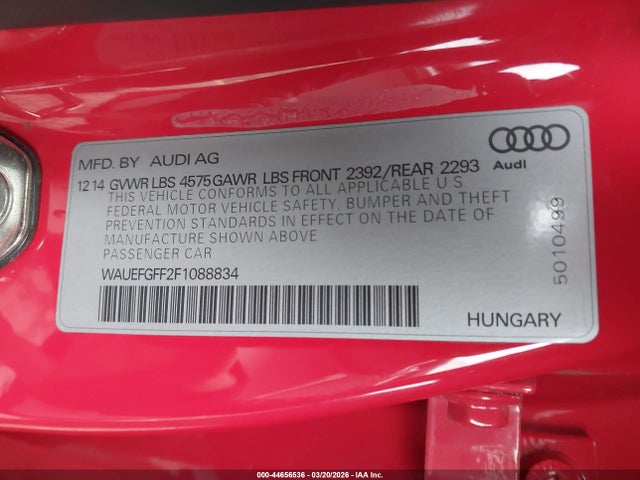 MFD. BY AUDI AG
Audi
12 14 GVWR LBS 4575 GAWR LBS FRONT 2392/REAR 2293
THIS VEHICLE CONFORMS TO ALL APPLICABLE U.S.
FEDERAL MOTOR VEHICLE SAFETY, BUMPER AND THEFT
PREVENTION STANDARDS IN EFFECT ON THE DATE OF
MANUFACTURE SHOWN ABOVE
PASSENGER CAR
WAUEFGFF2F1088834
5010499
HUNGARY
000-44656536 - 03/20/2026 - IAA Inc.